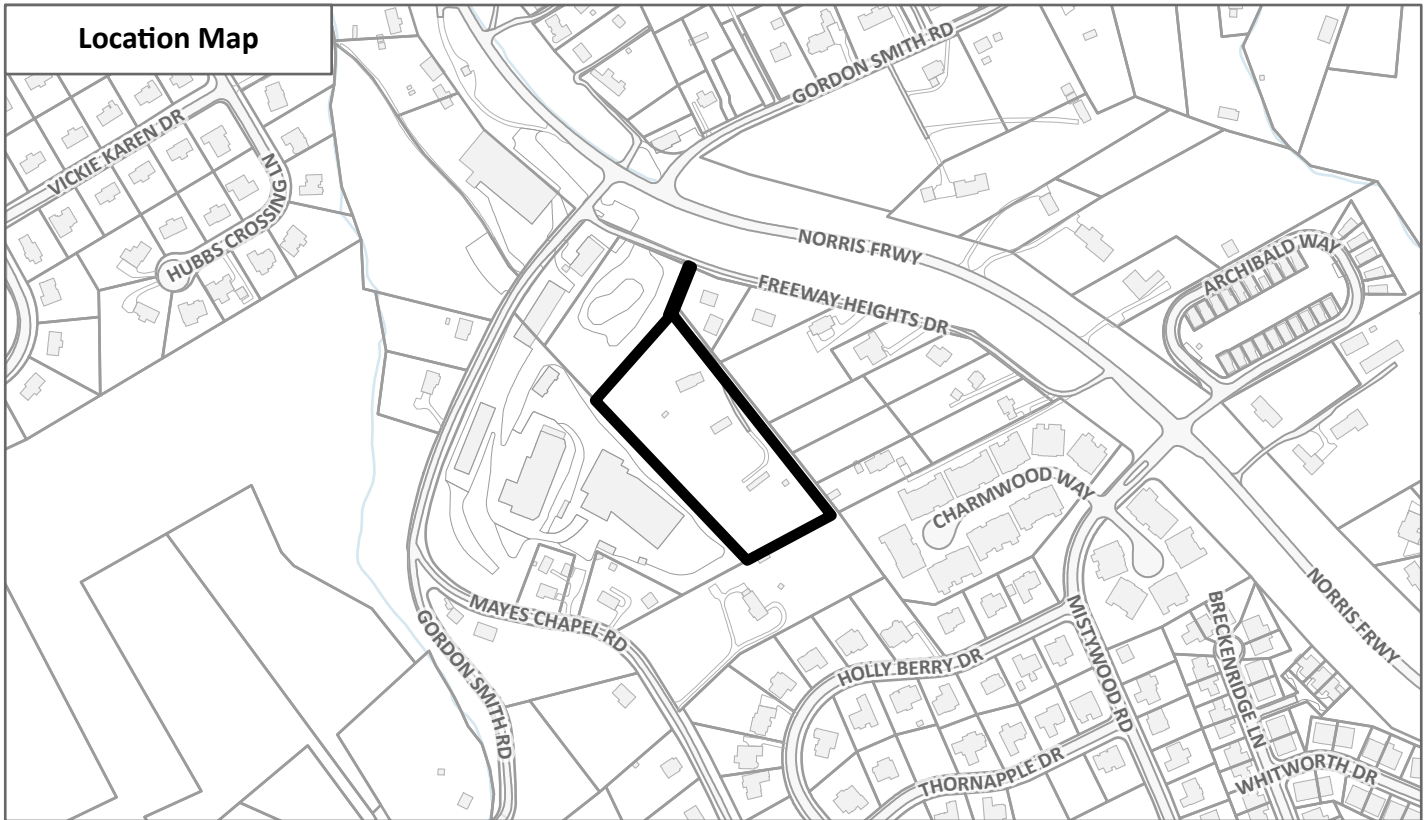 Location Map
GORDON SMITH RD
VICKIE KAREN DR
HUBBS CROSSING LN
NORRIS FRWY
ARCHIBALD WAY
FREEWAY HEIGHTS DR
CHARMWOOD WAY
MAYES CHAPEL RD
GORDON SMITH RD
HOLLY BERRY DR
MISTYWOOD RD
BRECKENRIDGE LN
NORRIS FRWY
THORNAPPLE DR
WHITWORTH DR